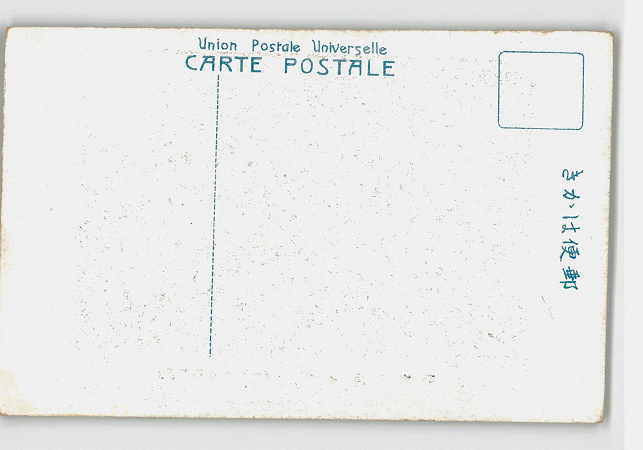 Union Postale Universelle
CARTE POSTALE
きかは便郵